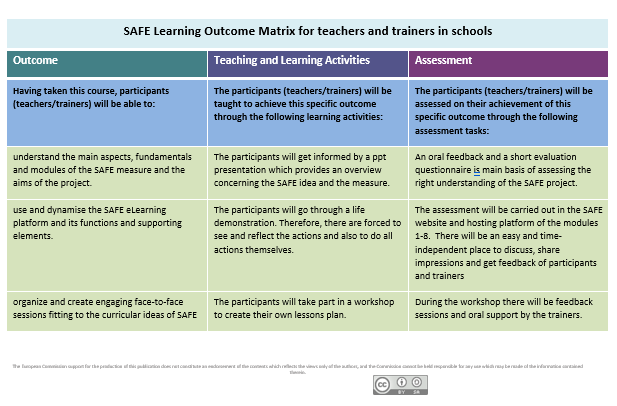 SAFE Learning Outcome Matrix for teachers and trainers in schools
Outcome
Teaching and Learning Activities
Assessment
Having taken this course, participants
(teachers/trainers) will be able to:
The participants (teachers/trainers) will be
taught to achieve this specific outcome
through the following learning activities:
The participants (teachers/trainers) will be
assessed on their achievement of this
specific outcome through the following
assessment tasks:
understand the main aspects, fundamentals
and modules of the SAFE measure and the
aims of the project.
The participants will get informed by a ppt
presentation which provides an overview
concerning the SAFE idea and the measure.
An oral feedback and a short evaluation
questionnaire is main basis of assessing the
right understanding of the SAFE project.
use and dynamise the SAFE eLearning
platform and its functions and supporting
elements.
The participants will go through a life
demonstration. Therefore, there are forced to
see and reflect the actions and also to do all
actions themselves.
The assessment will be carried out in the SAFE
website and hosting platform of the modules
1-8. There will be an easy and time-
independent place to discuss, share
impressions and get feedback of participants
and trainers
organize and create engaging face-to-face
sessions fitting to the curricular ideas of SAFE
The participants will take part in a workshop
to create their own lessons plan.
During the workshop there will be feedback
sessions and oral support by the trainers.
The European Commission support for the production of this publication does not constitute an endorsement of the contents which reflects the views only of the authors, and the Commission cannot be held responsible for any use which may be made of the information contained
therein.
CC
BY SA